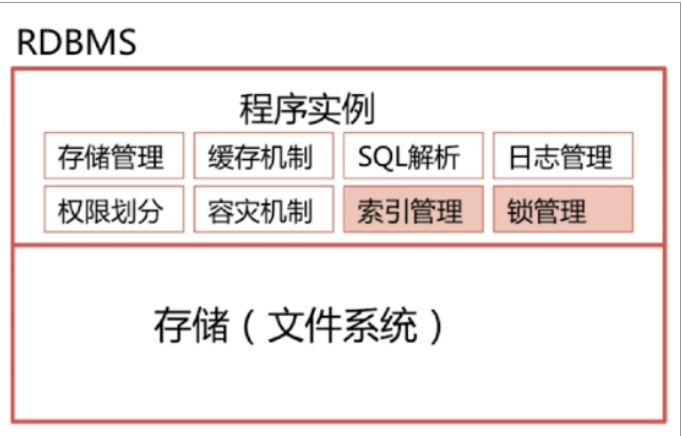 RDBMS
程序实例
存储管理 缓存机制 SQL解析 日志管理
权限划分 容灾机制 索引管理 锁管理
存储（文件系统）